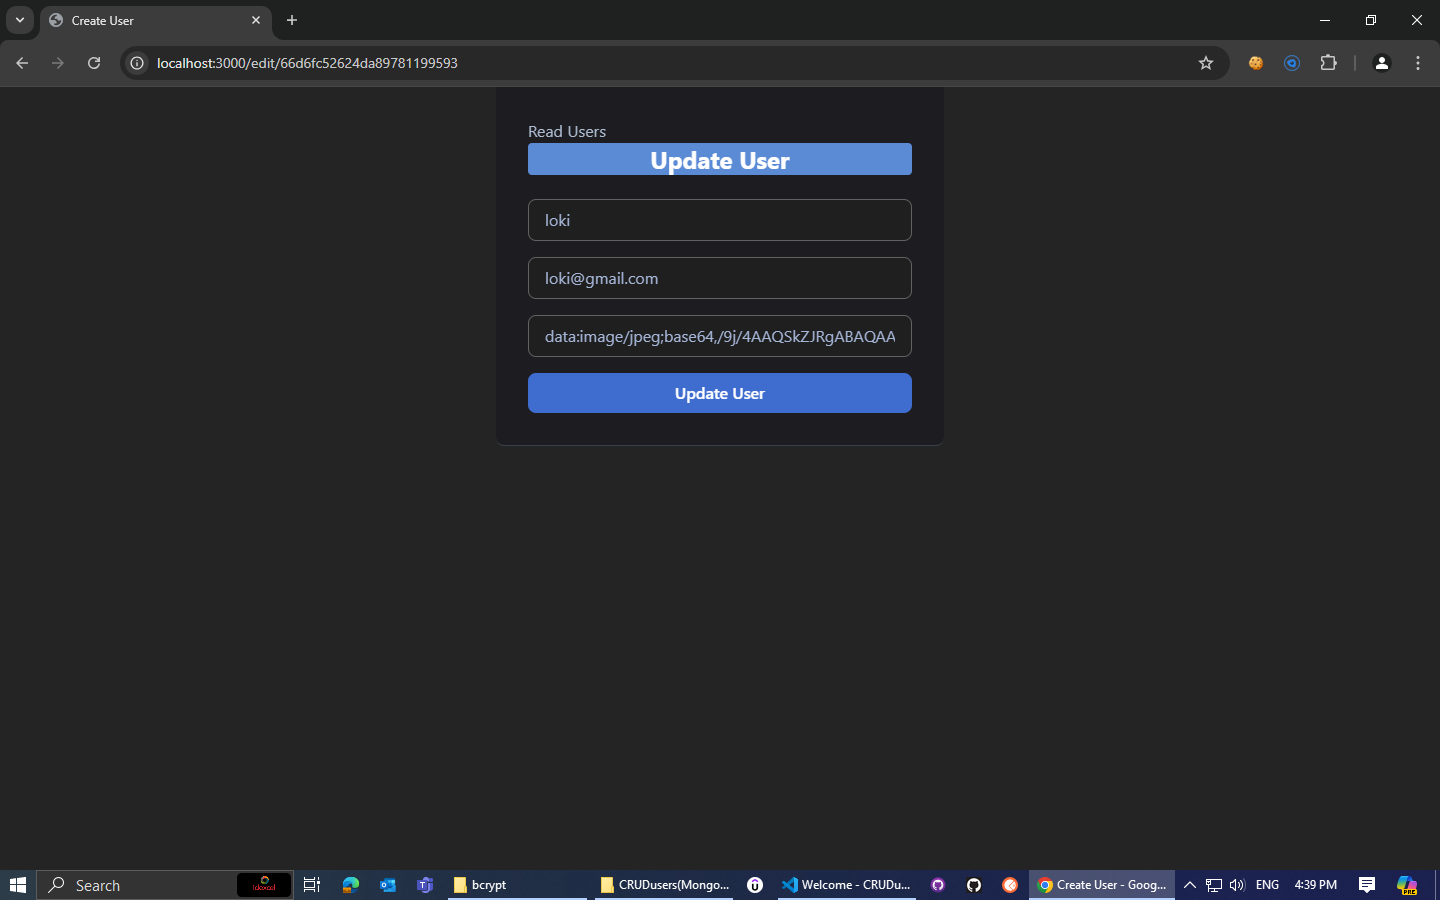 Create User
localhost:3000/edit/66d6fc52624da89781199593
Read Users
Update User
loki
loki@gmail.com
data:image/jpeg;base64,/9j/4AAQSkZJRgABAQAA
Update User
Search
bcrypt
CRUDusers(Mongo...
Welcome - CRUDu...
Create User - Goog...
ENG
4:39 PM
PRE